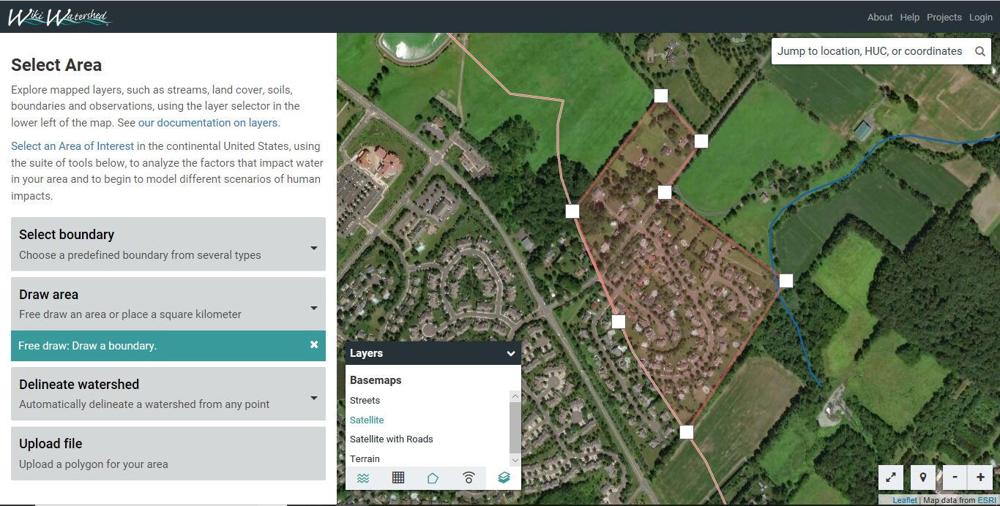 Wiki Watershed
About Help Projects Login
Select Area
Explore mapped layers, such as streams, land cover, soils,
boundaries and observations, using the layer selector in the
lower left of the map. See our documentation on layers.
Select an Area of Interest in the continental United States, using
the suite of tools below, to analyze the factors that impact water
in your area and to begin to model different scenarios of human
impacts.
Select boundary
Choose a predefined boundary from several types
Draw area
Free draw an area or place a square kilometer
Free draw: Draw a boundary.
Delineate watershed
Automatically delineate a watershed from any point
Upload file
Upload a polygon for your area
Jump to location, HUC, or coordinates
Layers
Basemaps
Streets
Satellite
Satellite with Roads
Terrain
- +
Leaflet | Map data from ESRI